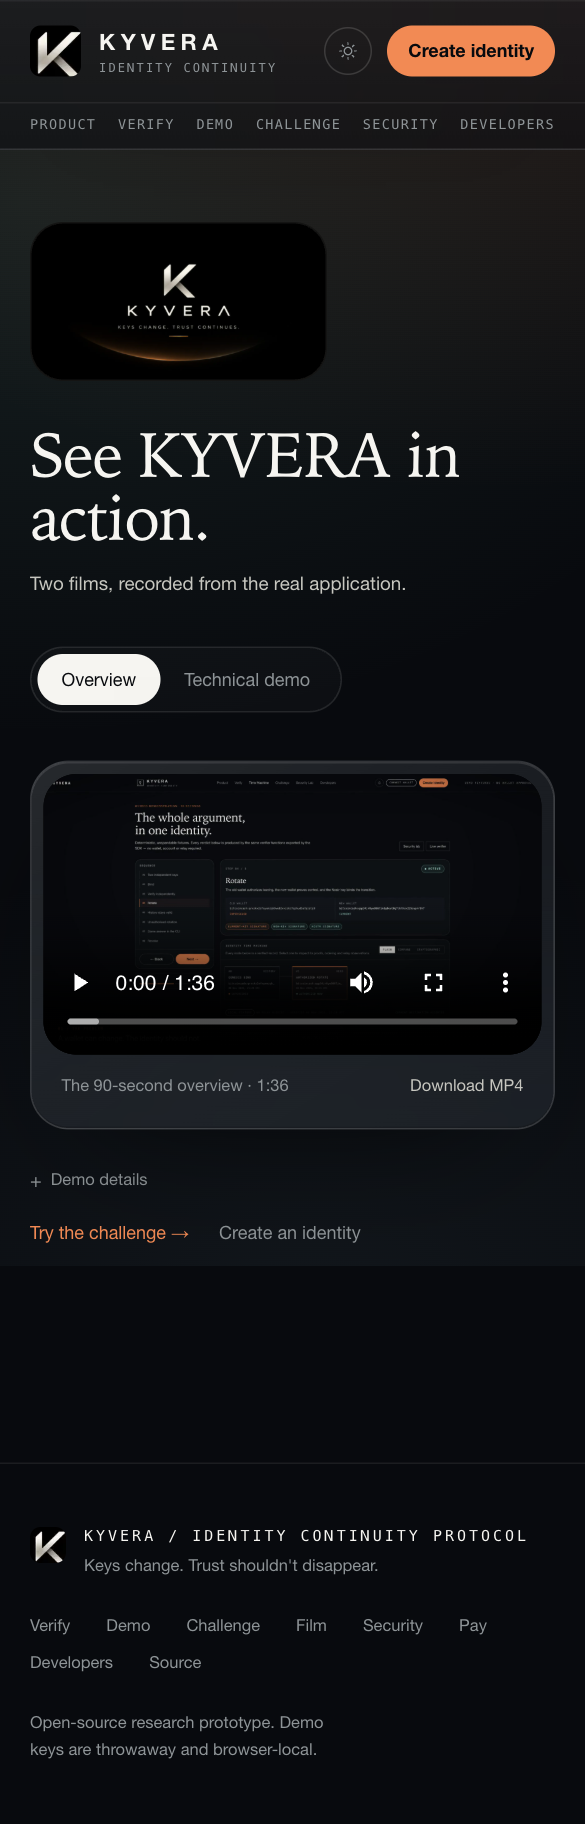 KYVERA
IDENTITY CONTINUITY
Create identity
PRODUCT VERIFY DEMO CHALLENGE SECURITY DEVELOPERS
KYVERA
KEYS CHANGE. TRUST CONTINUES.
See KYVERA in
action.
Two films, recorded from the real application.
Overview Technical demo
KYVERA
The whole argument,
in one identity.
Rotate
0:00 / 1:36
The 90-second overview · 1:36 Download MP4
+ Demo details
Try the challenge → Create an identity
KYVERA / IDENTITY CONTINUITY PROTOCOL
Keys change. Trust shouldn't disappear.
Verify Demo Challenge Film Security Pay
Developers Source
Open-source research prototype. Demo
keys are throwaway and browser-local.